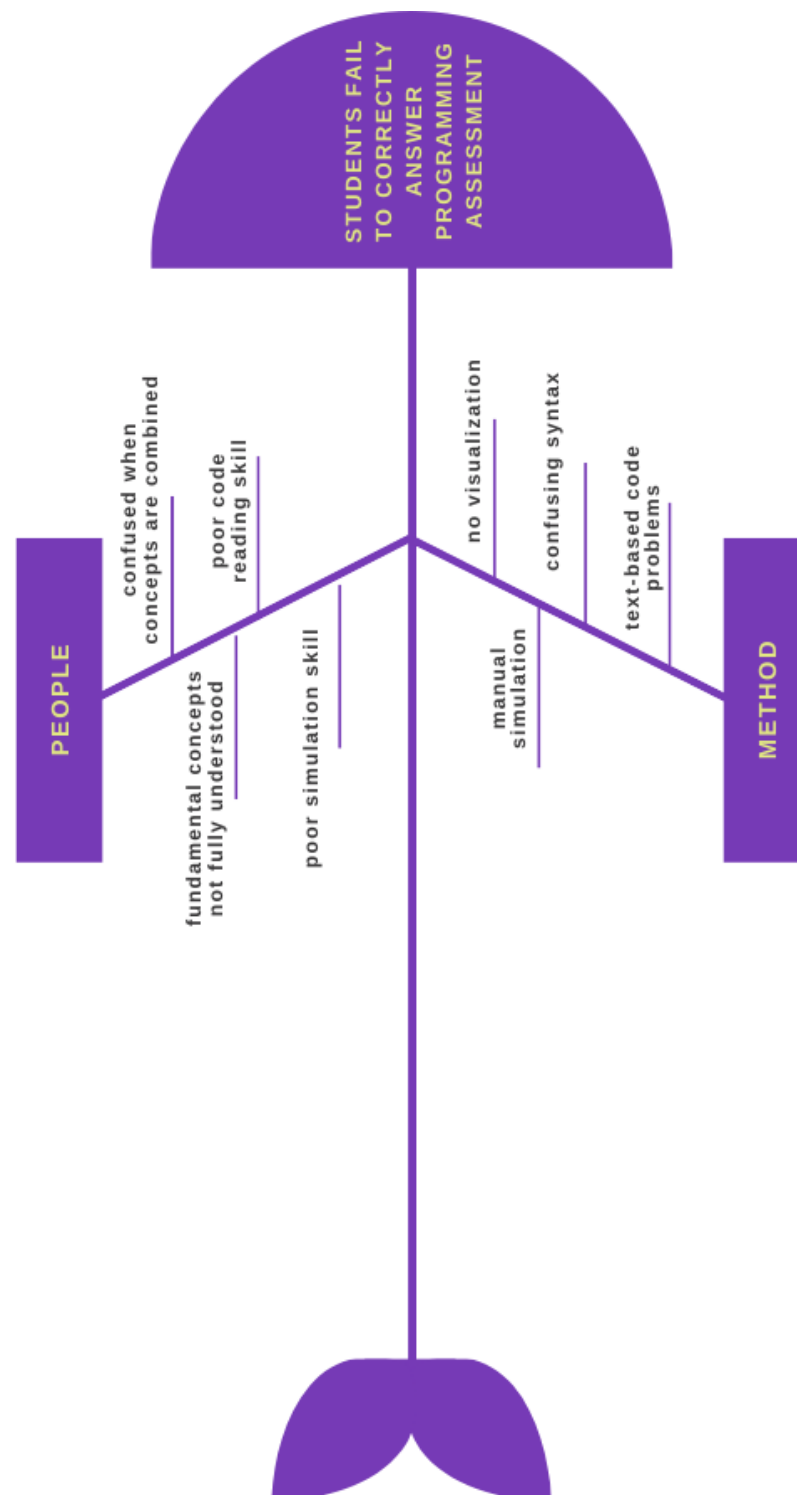 STUDENTS FAIL
TO CORRECTLY
ANSWER
PROGRAMMING
ASSESSMENT
PEOPLE
confused when
concepts are combined
fundamental concepts
not fully understood
poor code
reading skill
poor simulation skill
no visualization
manual
simulation
confusing syntax
text-based code
problems
METHOD